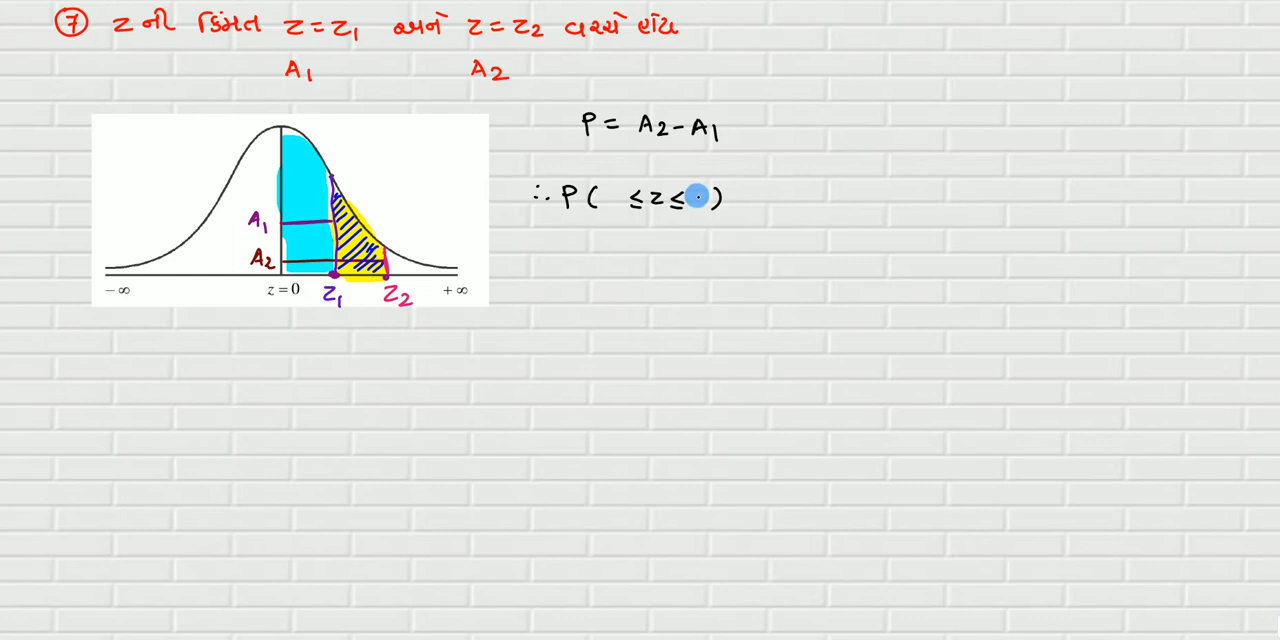 ⑦ Z ની કિંમત Z = Z₁ અને Z = Z₂ વચ્ચે હોય
A₁ A₂
P = A₂ - A₁
∴ P ( ≤ Z ≤ )
A₁
A₂
-∞ z = 0 Z₁ Z₂ +∞